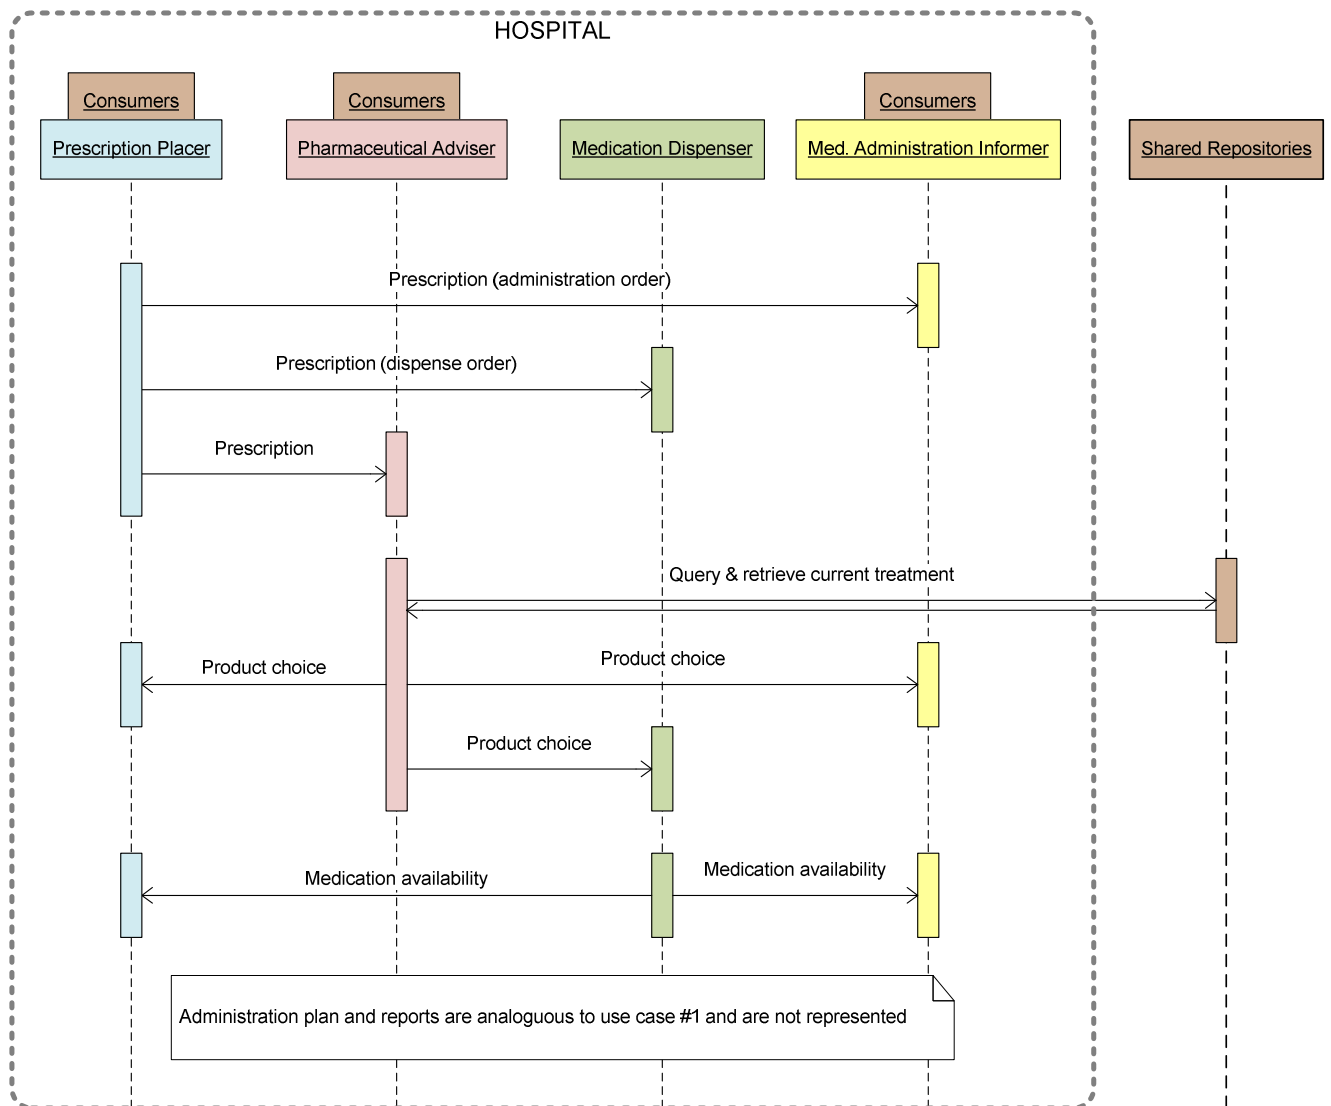 HOSPITAL
Consumers
Consumers
Consumers
Prescription Placer
Pharmaceutical Adviser
Medication Dispenser
Med. Administration Informer
Shared Repositories
Prescription (administration order)
Prescription (dispense order)
Prescription
Query & retrieve current treatment
Product choice
Product choice
Product choice
Medication availability
Medication availability
Administration plan and reports are analoguous to use case #1 and are not represented